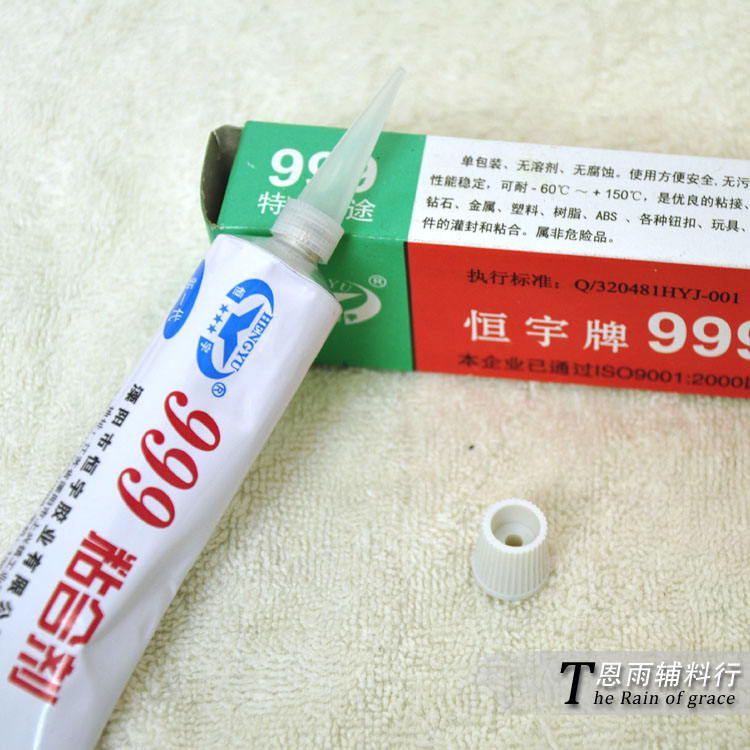 999
特 途
单包装、无溶剂、无腐蚀。使用方便安全,无污
性能稳定，可耐-60℃～+150℃，是优良的粘接、
钻石、金属、塑料、树脂、ABS、各种钮扣、玩具、
件的灌封和粘合。属非危险品。
执行标准：Q/320481HYJ-001
恒宇牌 999
本企业已通过ISO9001:2000
恒 ★★★★ 宇
HENGYU
®
999 粘合剂
溧阳市恒宇胶业有限公
T恩雨辅料行
The Rain of grace